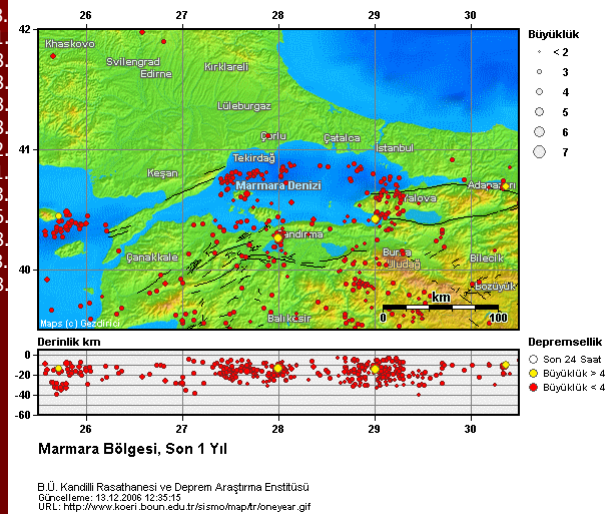 26 27 28 29 30
Büyüklük
< 2
3
4
5
6
7
42
41
40
Khaskovo
Svilengrad
Edirne
Kırklareli
Lüleburgaz
Çorlu
Çatalca
İstanbul
Tekirdağ
Keşan
Marmara Denizi
Yalova
Çanakkale
Bursa
Uludağ
Bilecik
Bozüyük
Balıkesir
km
0 100
Maps (c) Gezdirici
Derinlik km
0
-20
-40
-60
26 27 28 29 30
Depremsellik
Son 24 Saat
Büyüklük > 4
Büyüklük < 4
Marmara Bölgesi, Son 1 Yıl
B.Ü. Kandilli Rasathanesi ve Deprem Araştırma Enstitüsü
Güncelleme: 13.12.2006 12:35:15
URL: http://www.koeri.boun.edu.tr/sismo/map/tr/oneyear.gif